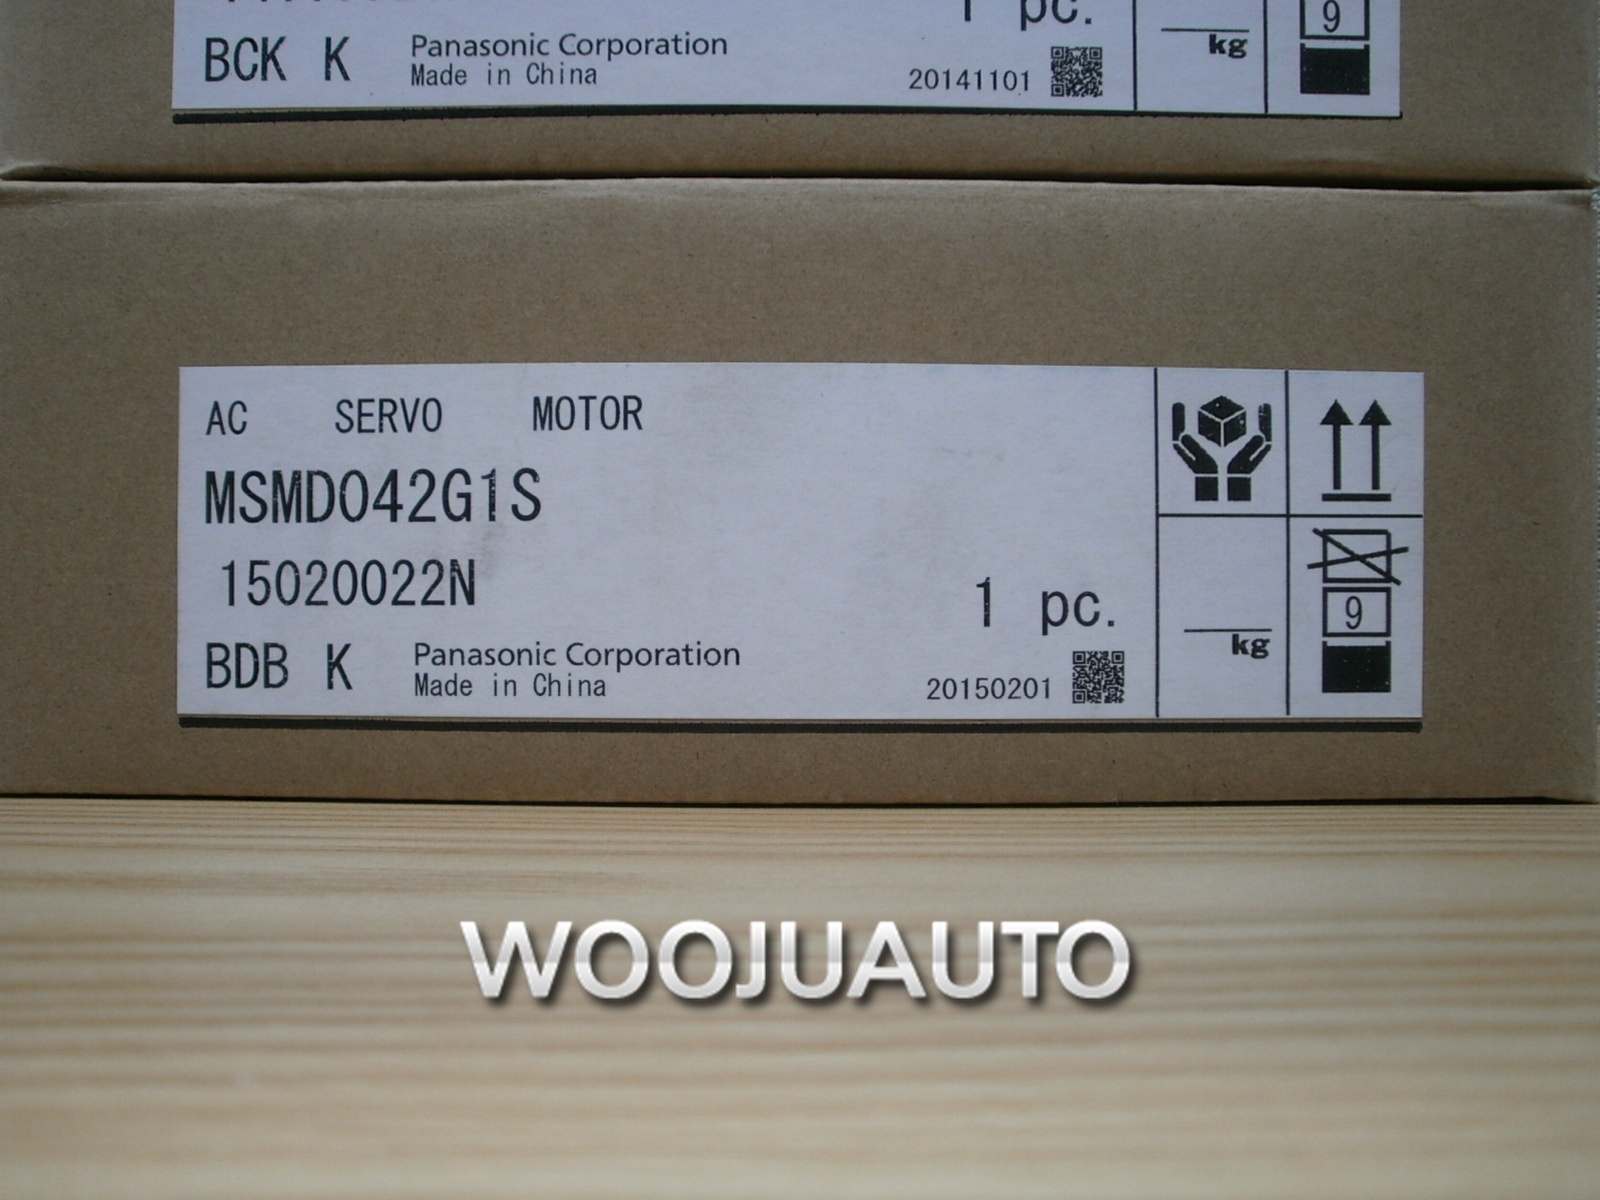 1 pc.
9
BCK K
Panasonic Corporation
Made in China
20141101
kg
AC SERVO MOTOR
MSMD042G1S
15020022N
1 pc.
9
BDB K
Panasonic Corporation
Made in China
20150201
kg
WOOJUAUTO